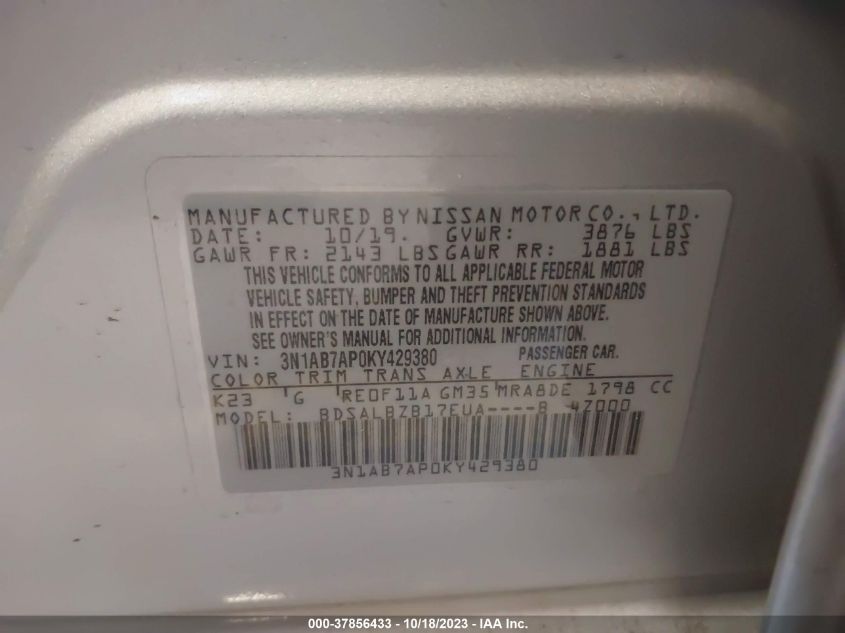 MANUFACTURED BY NISSAN MOTOR CO., LTD.
DATE: 10/19. GVWR: 3876 LBS
GAWR FR: 2143 LBS GAWR RR: 1881 LBS
THIS VEHICLE CONFORMS TO ALL APPLICABLE FEDERAL MOTOR
VEHICLE SAFETY, BUMPER AND THEFT PREVENTION STANDARDS
IN EFFECT ON THE DATE OF MANUFACTURE SHOWN ABOVE.
SEE OWNER'S MANUAL FOR ADDITIONAL INFORMATION.
VIN: 3N1AB7AP0KY429380 PASSENGER CAR.
COLOR TRIM TRANS AXLE ENGINE
K23 G RE0F11A GM35 MRA8DE 1798 CC
MODEL: BDSALBZB17EUA----B 4Z000
3N1AB7AP0KY429380
000-37856433 - 10/18/2023 - IAA Inc.